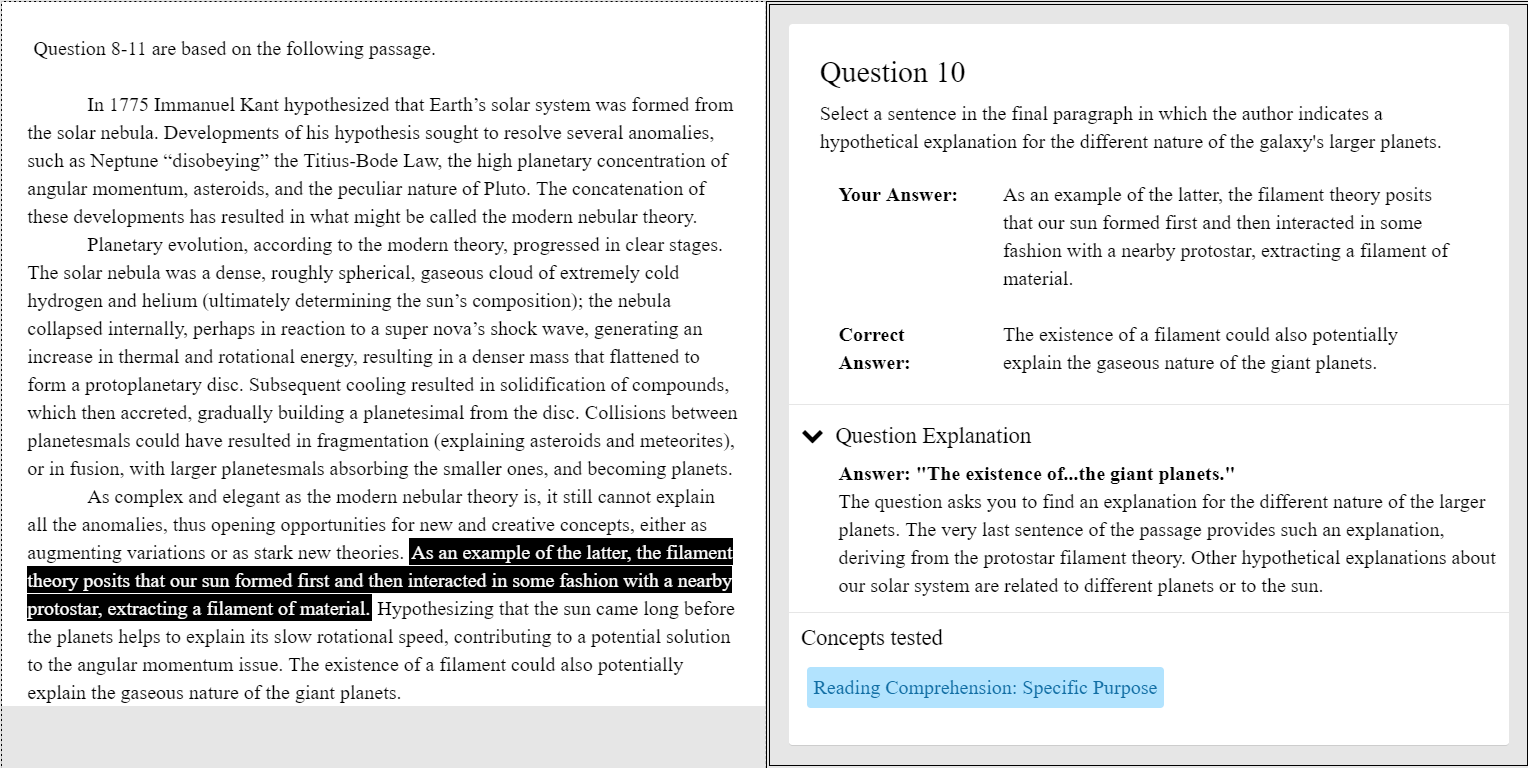 Question 8-11 are based on the following passage.
In 1775 Immanuel Kant hypothesized that Earth’s solar system was formed from
the solar nebula. Developments of his hypothesis sought to resolve several anomalies,
such as Neptune “disobeying” the Titius-Bode Law, the high planetary concentration of
angular momentum, asteroids, and the peculiar nature of Pluto. The concatenation of
these developments has resulted in what might be called the modern nebular theory.
Planetary evolution, according to the modern theory, progressed in clear stages.
The solar nebula was a dense, roughly spherical, gaseous cloud of extremely cold
hydrogen and helium (ultimately determining the sun’s composition); the nebula
collapsed internally, perhaps in reaction to a super nova’s shock wave, generating an
increase in thermal and rotational energy, resulting in a denser mass that flattened to
form a protoplanetary disc. Subsequent cooling resulted in solidification of compounds,
which then accreted, gradually building a planetesimal from the disc. Collisions between
planetesmals could have resulted in fragmentation (explaining asteroids and meteorites),
or in fusion, with larger planetesmals absorbing the smaller ones, and becoming planets.
As complex and elegant as the modern nebular theory is, it still cannot explain
all the anomalies, thus opening opportunities for new and creative concepts, either as
augmenting variations or as stark new theories. As an example of the latter, the filament
theory posits that our sun formed first and then interacted in some fashion with a nearby
protostar, extracting a filament of material. Hypothesizing that the sun came long before
the planets helps to explain its slow rotational speed, contributing to a potential solution
to the angular momentum issue. The existence of a filament could also potentially
explain the gaseous nature of the giant planets.
Question 10
Select a sentence in the final paragraph in which the author indicates a
hypothetical explanation for the different nature of the galaxy's larger planets.
Your Answer: As an example of the latter, the filament theory posits
that our sun formed first and then interacted in some
fashion with a nearby protostar, extracting a filament of
material.
Correct The existence of a filament could also potentially
Answer: explain the gaseous nature of the giant planets.
Question Explanation
Answer: "The existence of...the giant planets."
The question asks you to find an explanation for the different nature of the larger
planets. The very last sentence of the passage provides such an explanation,
deriving from the protostar filament theory. Other hypothetical explanations about
our solar system are related to different planets or to the sun.
Concepts tested
Reading Comprehension: Specific Purpose